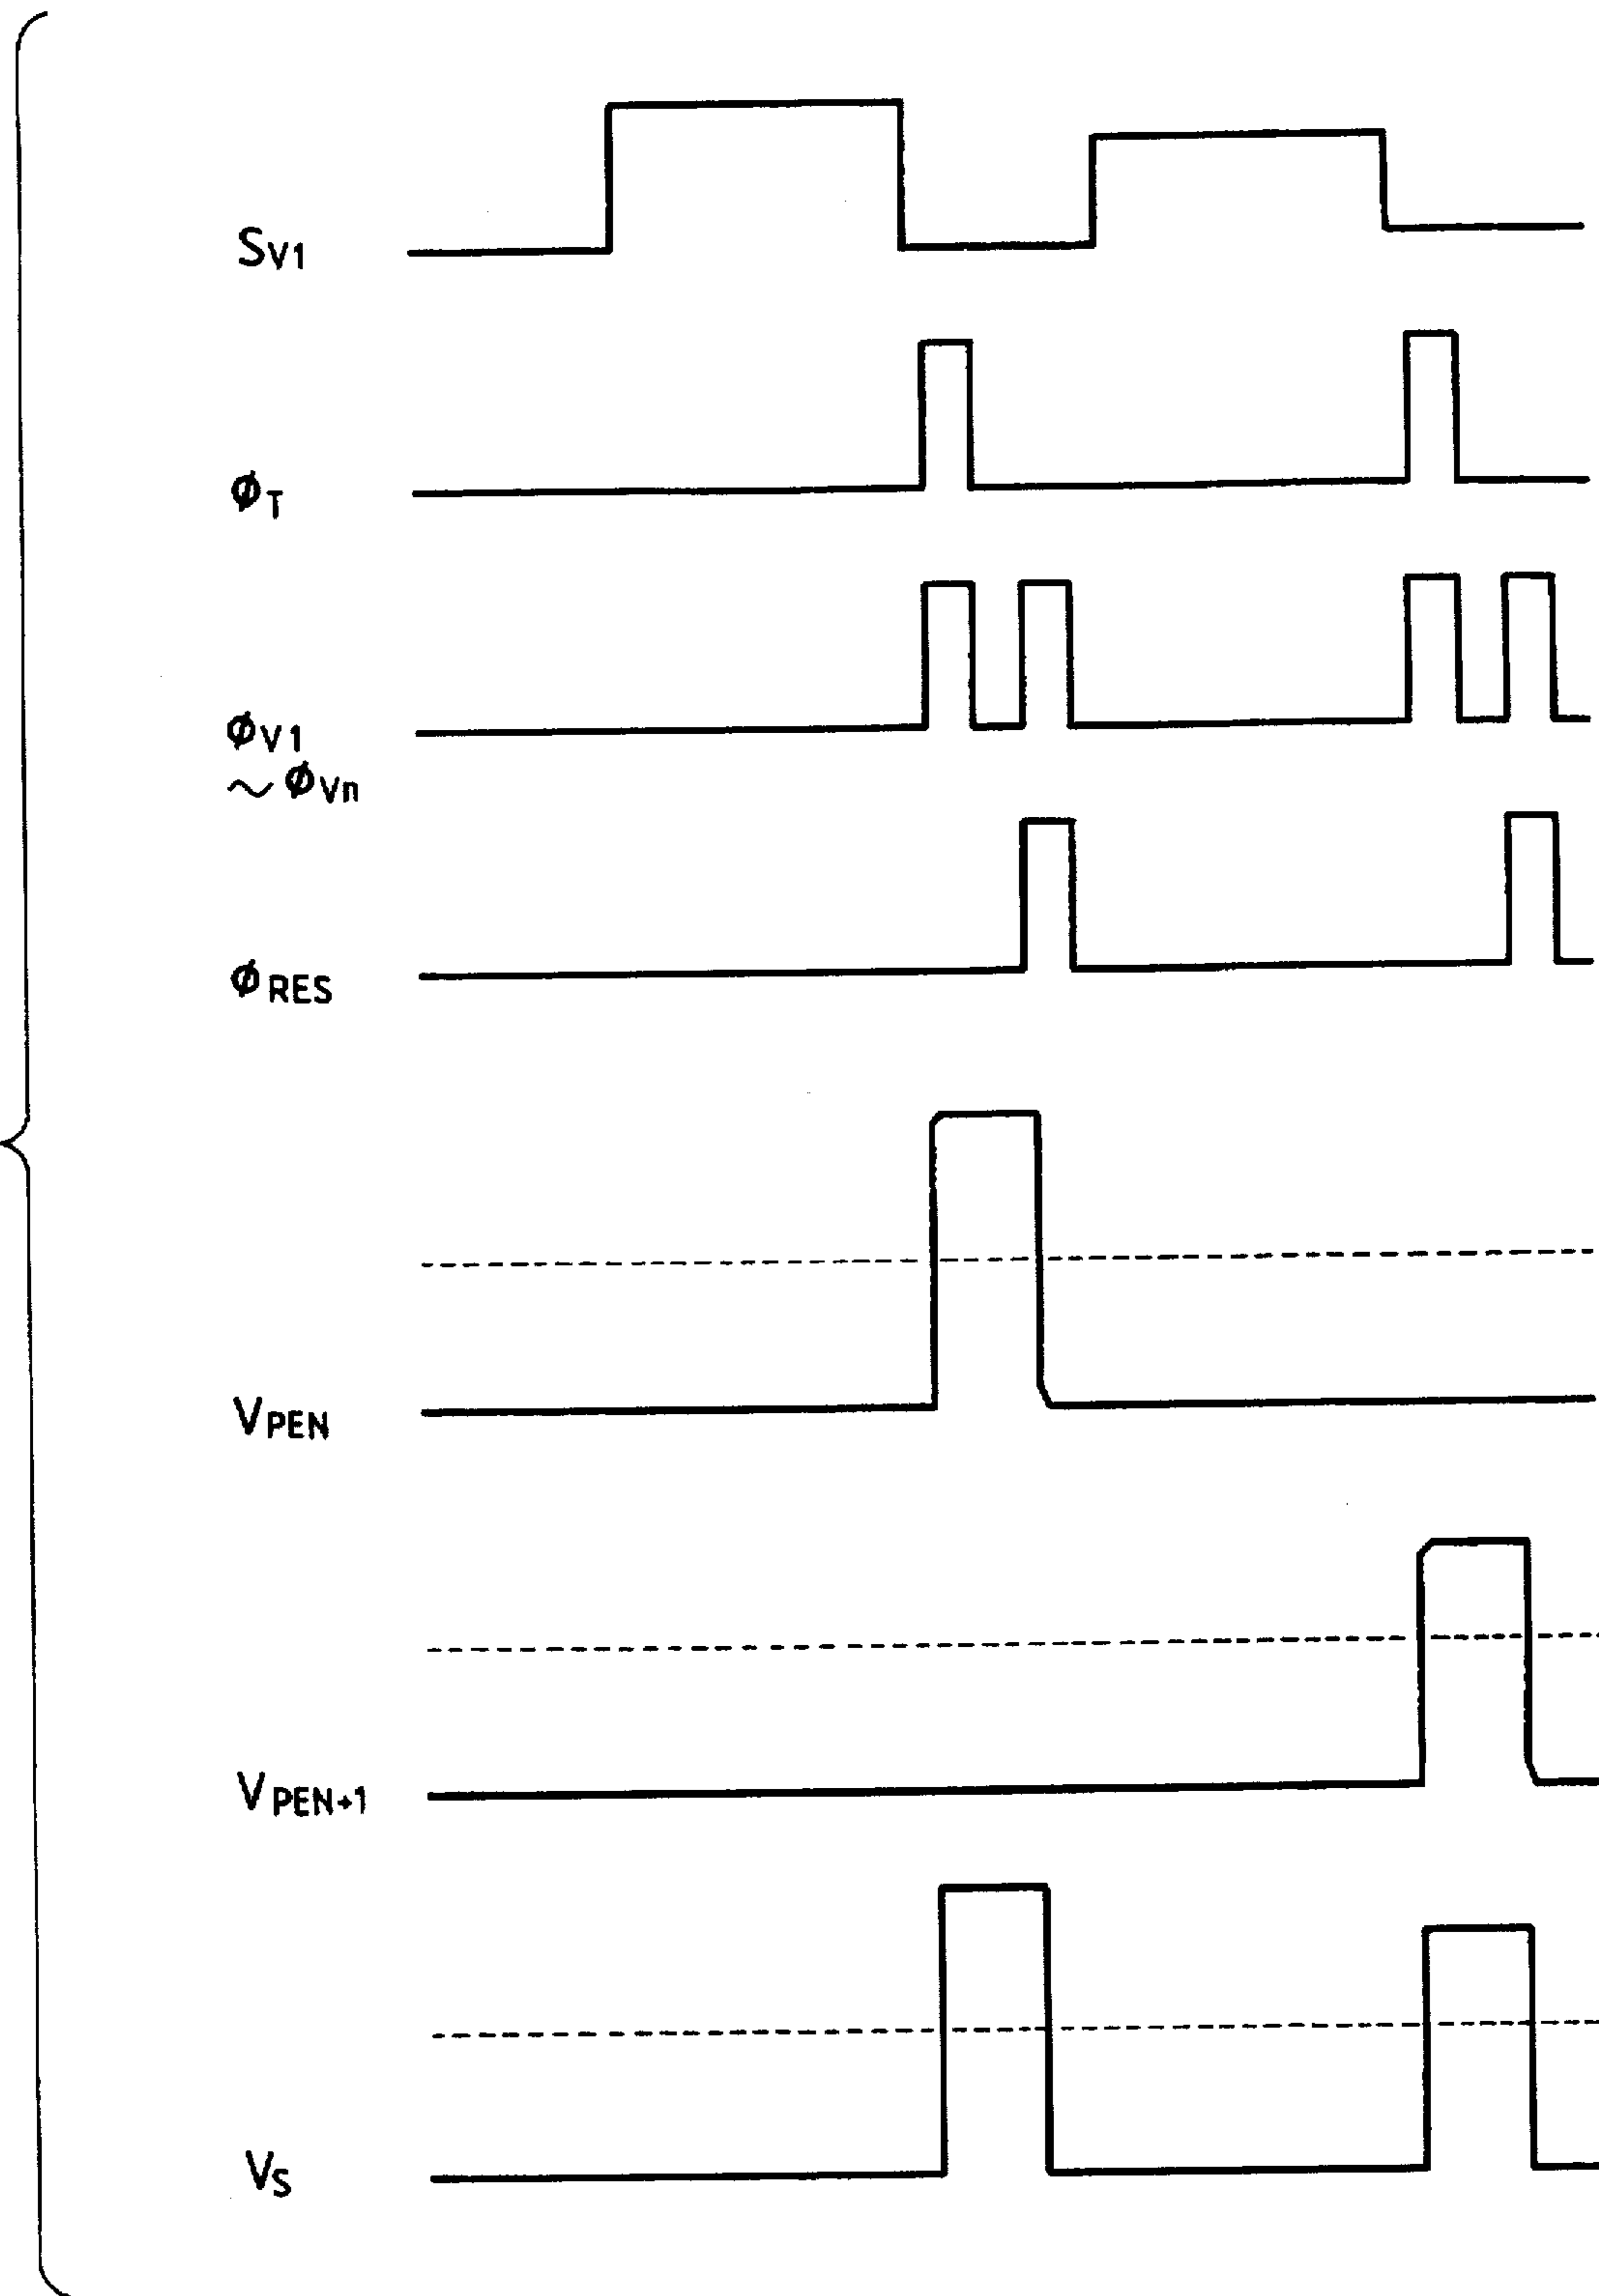 SV1
ϕT
ϕV1
~ϕVn
ϕRES
VPEN
VPEN+1
VS